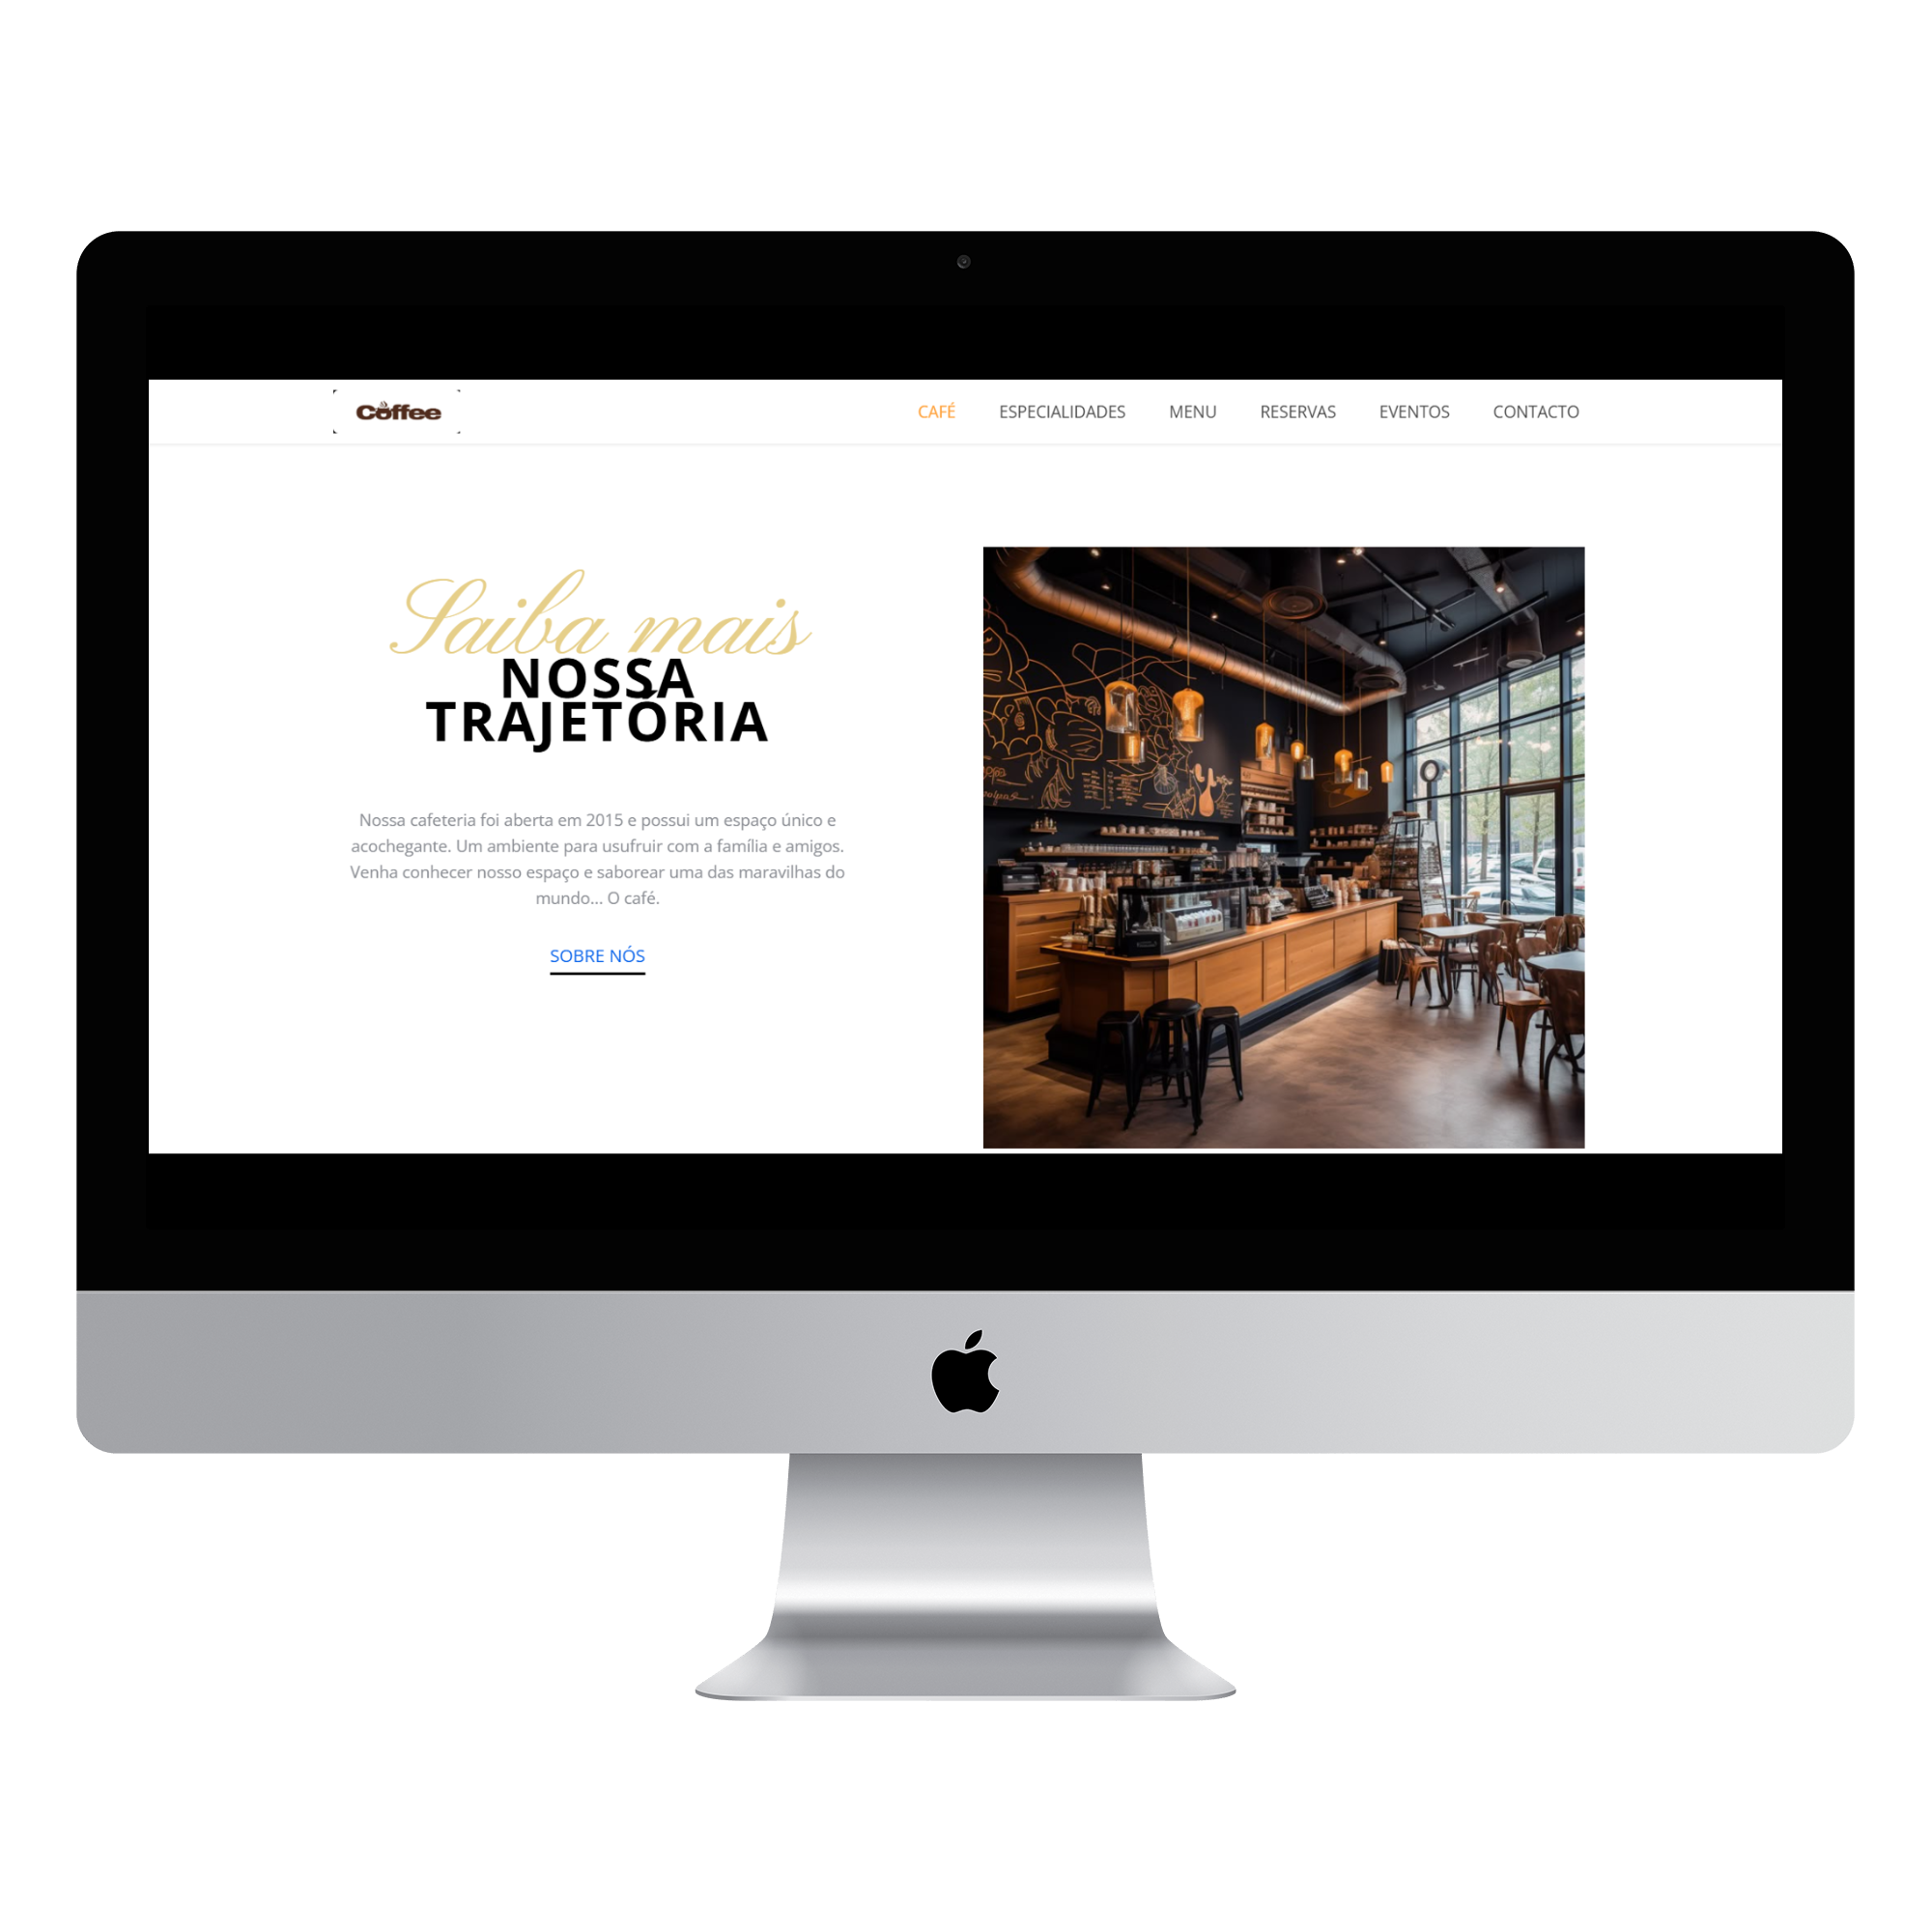 Coffee
CAFÉ ESPECIALIDADES MENU RESERVAS EVENTOS CONTACTO
Saiba mais
NOSSA
TRAJETÓRIA
Nossa cafeteria foi aberta em 2015 e possui um espaço único e
acochegante. Um ambiente para usufruir com a família e amigos.
Venha conhecer nosso espaço e saborear uma das maravilhas do
mundo... O café.
SOBRE NÓS